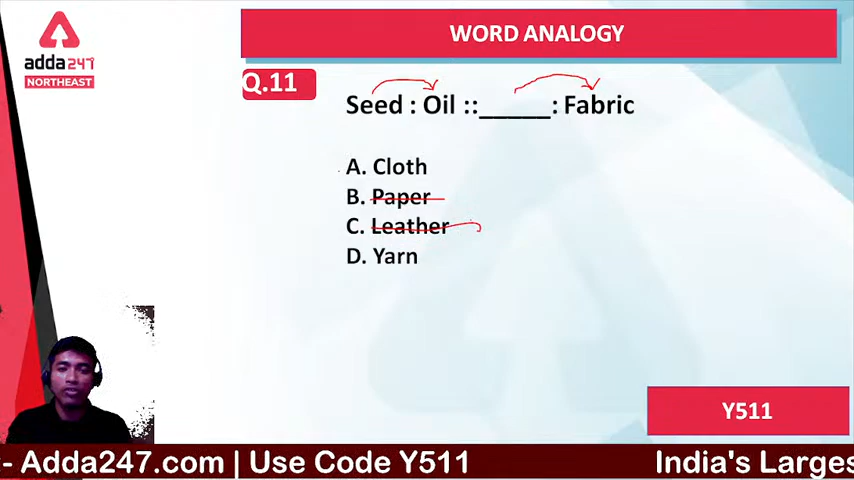 WORD ANALOGY
adda247
NORTHEAST
Q.11
Seed : Oil ::______: Fabric
A. Cloth
B. Paper
C. Leather
D. Yarn
Y511
:- Adda247.com | Use Code Y511 India's Larges